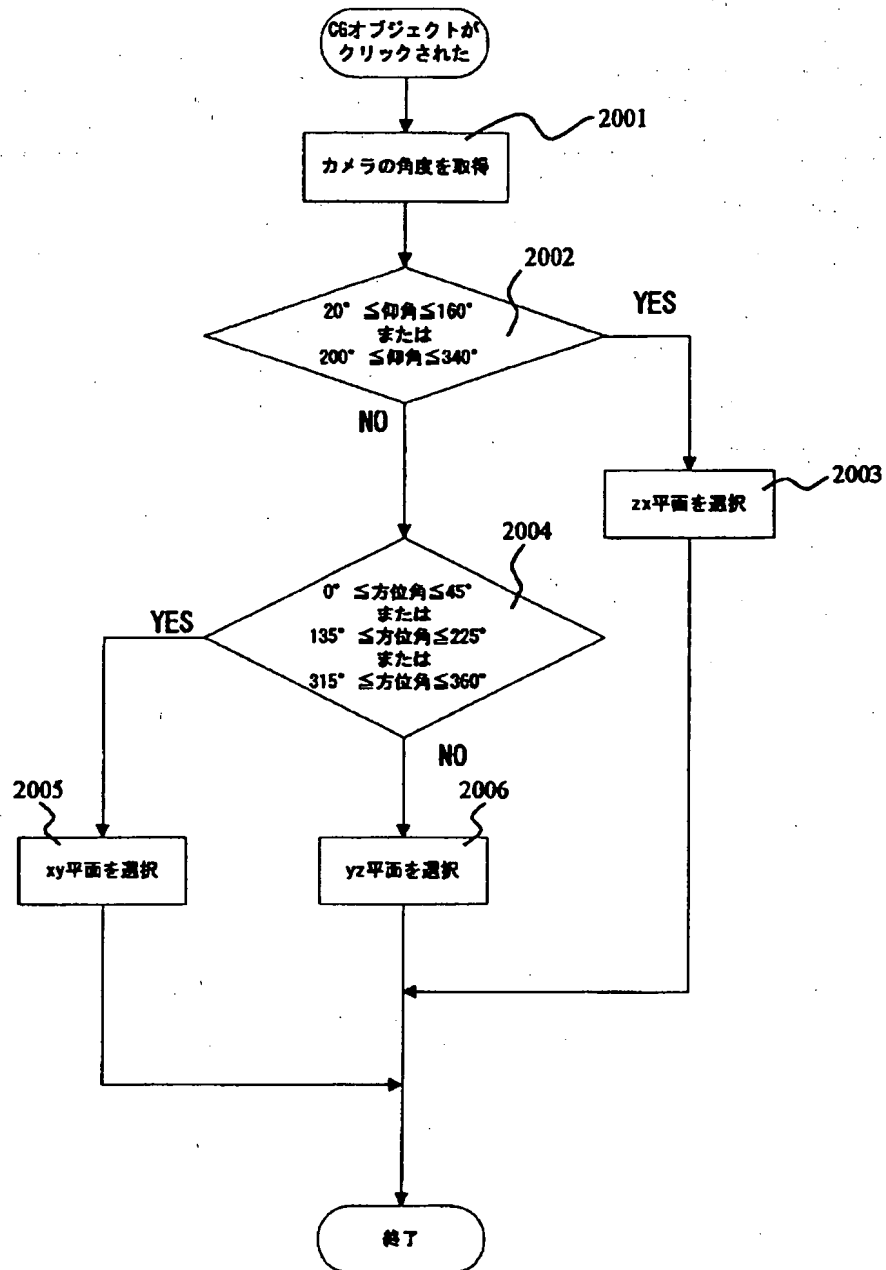 CGオブジェクトが
クリックされた
2001
カメラの角度を取得
2002
20° ≦仰角≦160°
または
200° ≦仰角≦340°
YES
NO
2003
zx平面を選択
2004
0° ≦方位角≦45°
または
135° ≦方位角≦225°
または
315° ≦方位角≦360°
YES
NO
2005
xy平面を選択
2006
yz平面を選択
終了